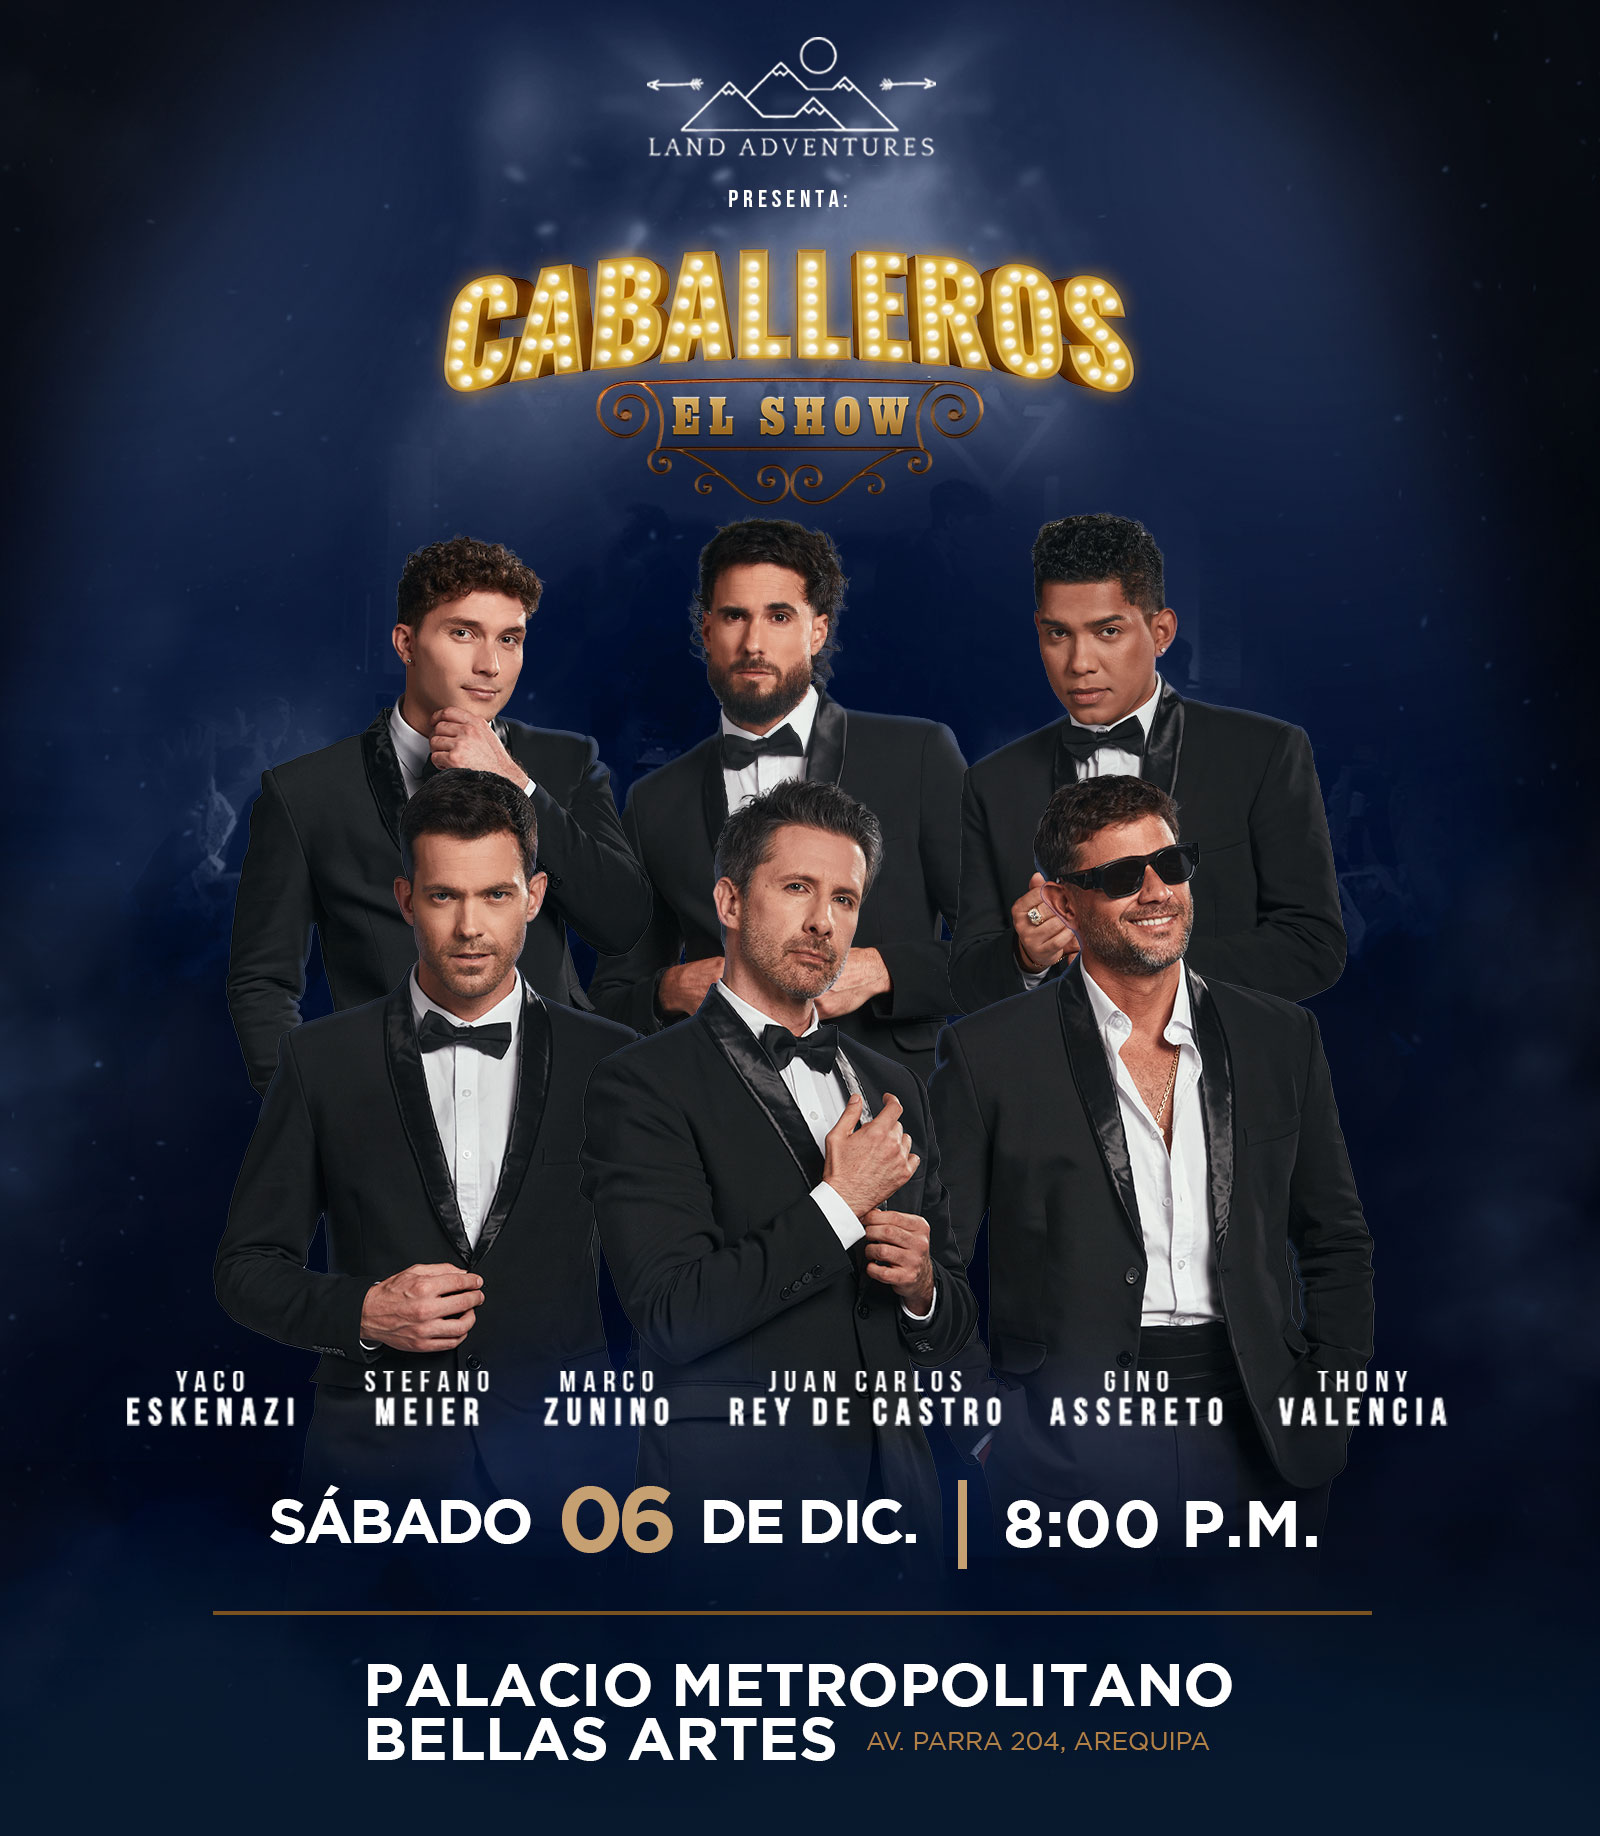 LAND ADVENTURES
PRESENTA:
CABALLEROS
EL SHOW
YACO ESKENAZI
STEFANO MEIER
MARCO ZUNINO
JUAN CARLOS REY DE CASTRO
GINO ASSERETO
THONY VALENCIA
SÁBADO 06 DE DIC. | 8:00 P.M.
PALACIO METROPOLITANO
BELLAS ARTES AV. PARRA 204, AREQUIPA